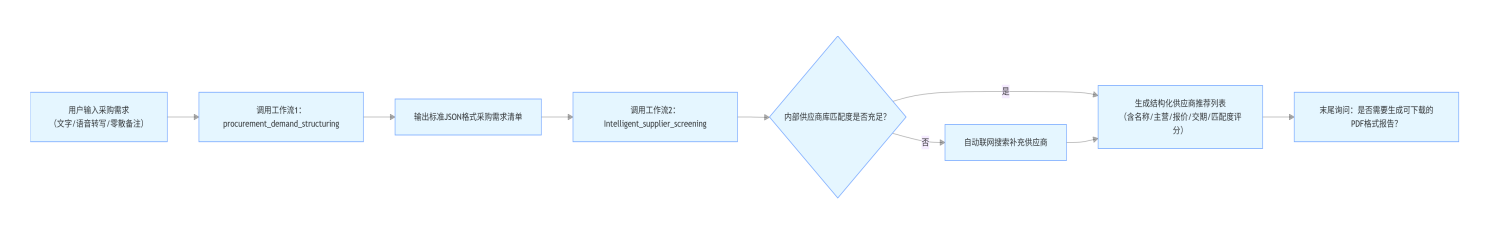 用户输入采购需求
（文字/语音转写/零散备注）
调用工作流1：
procurement_demand_structuring
输出标准JSON格式采购需求清单
调用工作流2：
Intelligent_supplier_screening
内部供应商库匹配度是否充足？
是
否
自动联网搜索补充供应商
生成结构化供应商推荐列表
（含名称/主营/报价/交期/匹配度评
分）
末尾询问：是否需要生成可下载的
PDF格式报告？